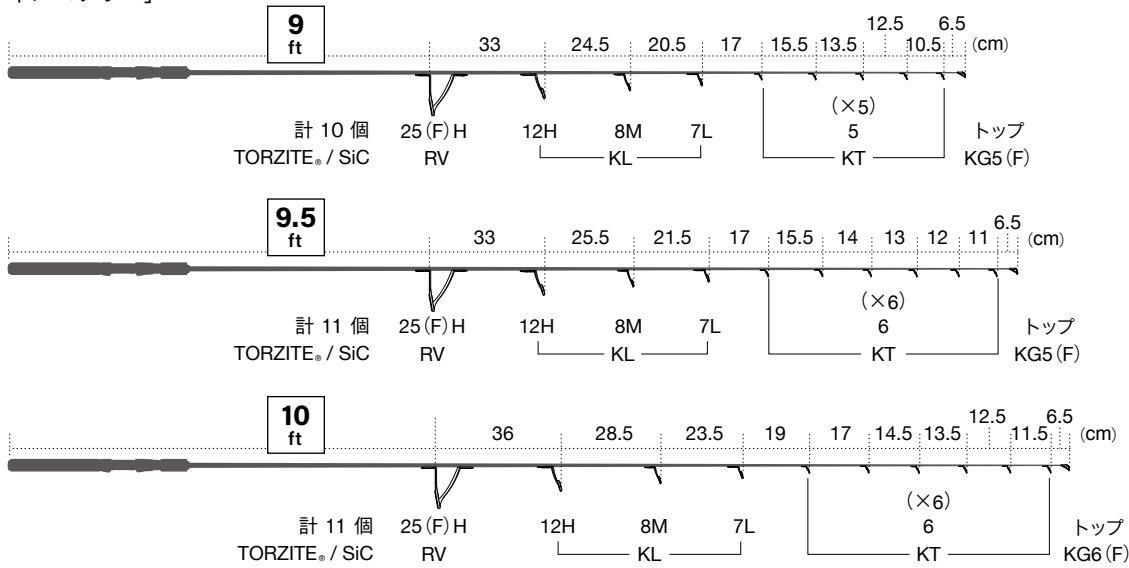 9
ft
33 24.5 20.5 17 15.5 13.5 12.5 10.5 6.5 (cm)
(×5)
計 10 個 25(F)H 12H 8M 7L 5 トップ
TORZITE® / SiC RV KL KT KG5(F)
9.5
ft
33 25.5 21.5 17 15.5 14 13 12 11 6.5 (cm)
(×6)
計 11 個 25(F)H 12H 8M 7L 6 トップ
TORZITE® / SiC RV KL KT KG5(F)
10
ft
36 28.5 23.5 19 17 14.5 13.5 12.5 11.5 6.5 (cm)
(×6)
計 11 個 25(F)H 12H 8M 7L 6 トップ
TORZITE® / SiC RV KL KT KG6(F)